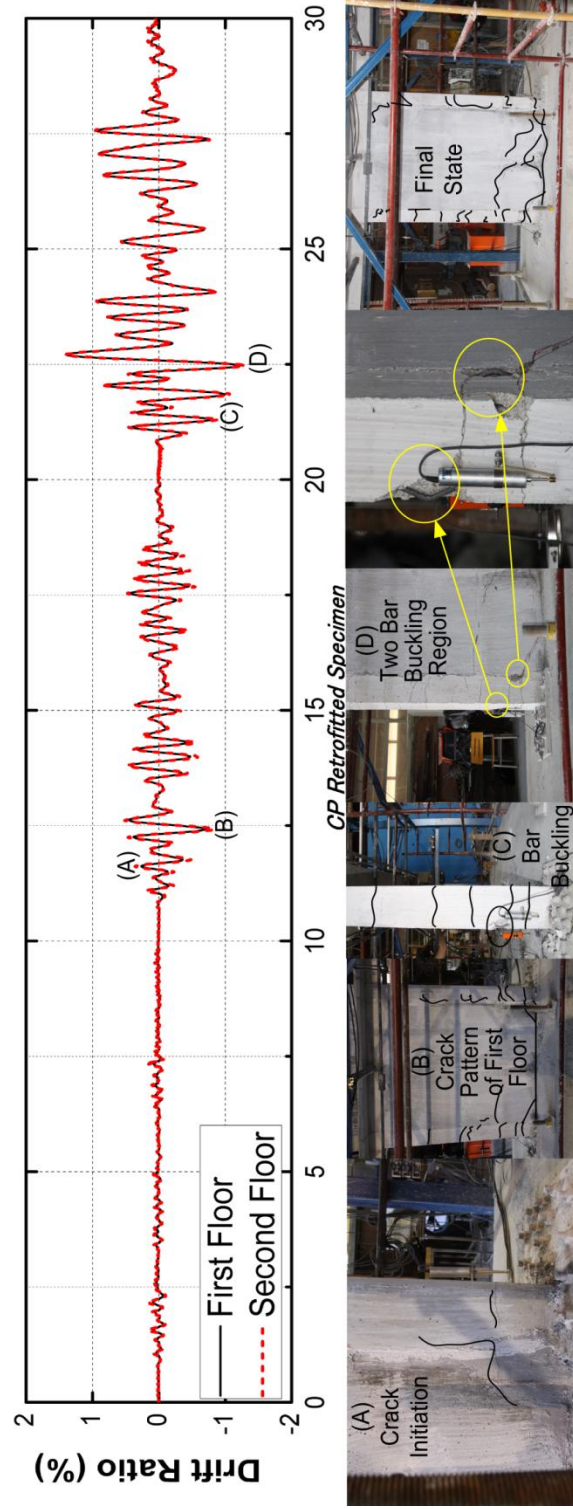 Drift Ratio (%)
2
1
0
-1
-2
First Floor
Second Floor
(A)
(B)
(C)
(D)
0
5
10
15
20
25
30
CP Retrofitted Specimen
(A)
Crack
Initiation
(B)
Crack
Pattern
of First
Floor
(C)
Bar
Buckling
(D)
Two Bar
Buckling
Region
Final
State